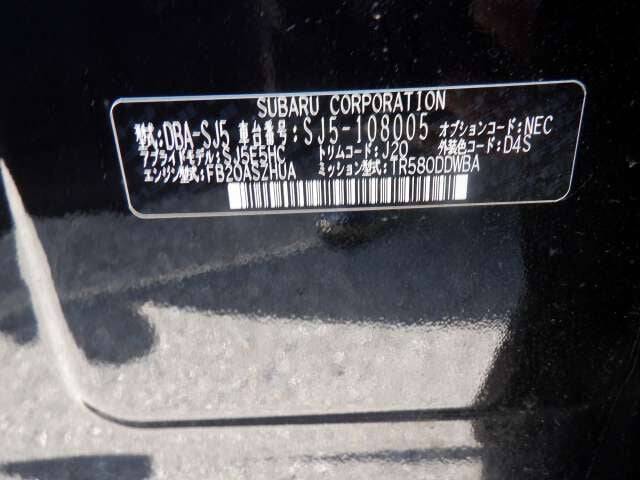 SUBARU CORPORATION
型式:DBA-SJ5 車台番号:SJ5-108005 オプションコード:NEC
アプライドモデル:SJ5E5HC トリムコード:J20 外装色コード:D4S
エンジン型式:FB20ASZHUA ミッション型式:TR580DDWBA